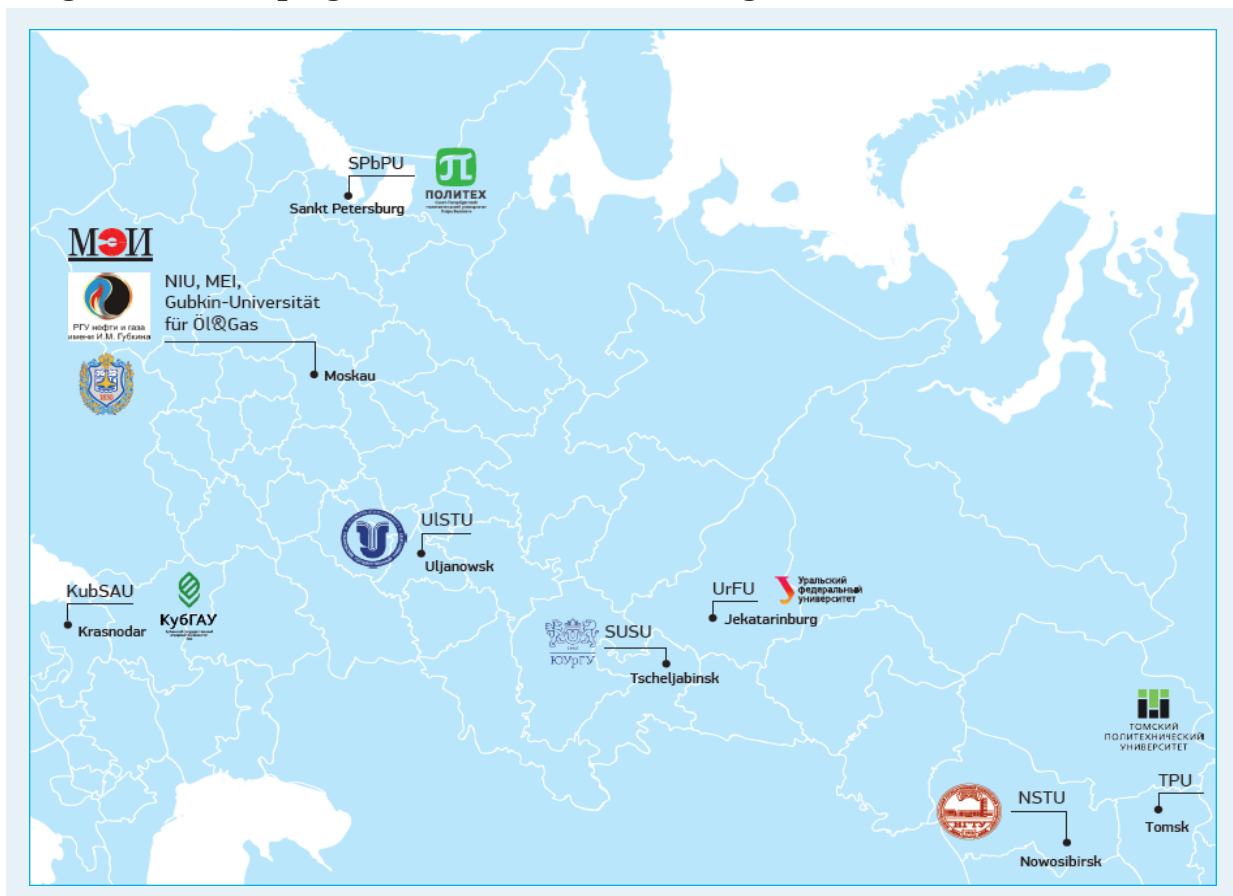 SPbPU
ПОЛИТЕХ
Sankt Petersburg
МЭИ
NIU, MEI,
Gubkin-Universität
für Öl&Gas
РГУ нефти и газа
имени И.М. Губкина
1830
Moskau
UlSTU
Uljanowsk
KubSAU
КубГАУ
Krasnodar
UrFU
Уральский
федеральный
университет
Jekatarinburg
SUSU
ЮУрГУ
Tscheljabinsk
ТОМСКИЙ
ПОЛИТЕХНИЧЕСКИЙ
УНИВЕРСИТЕТ
TPU
Tomsk
NSTU
НГТУ
Nowosibirsk